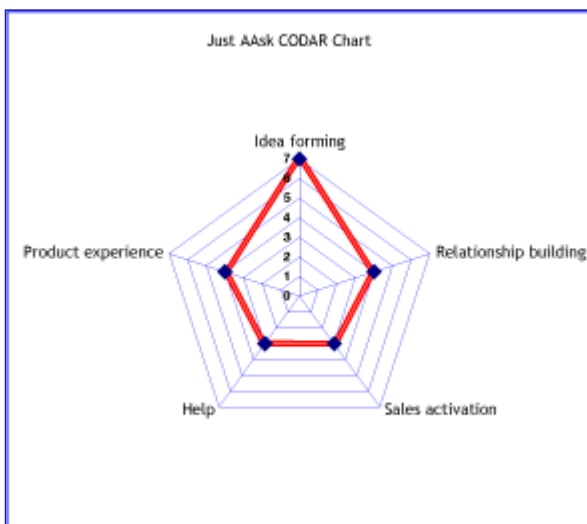 Just AAsk CODAR Chart
Idea forming
7
6
5
4
3
2
1
0
Product experience
Relationship building
Help
Sales activation